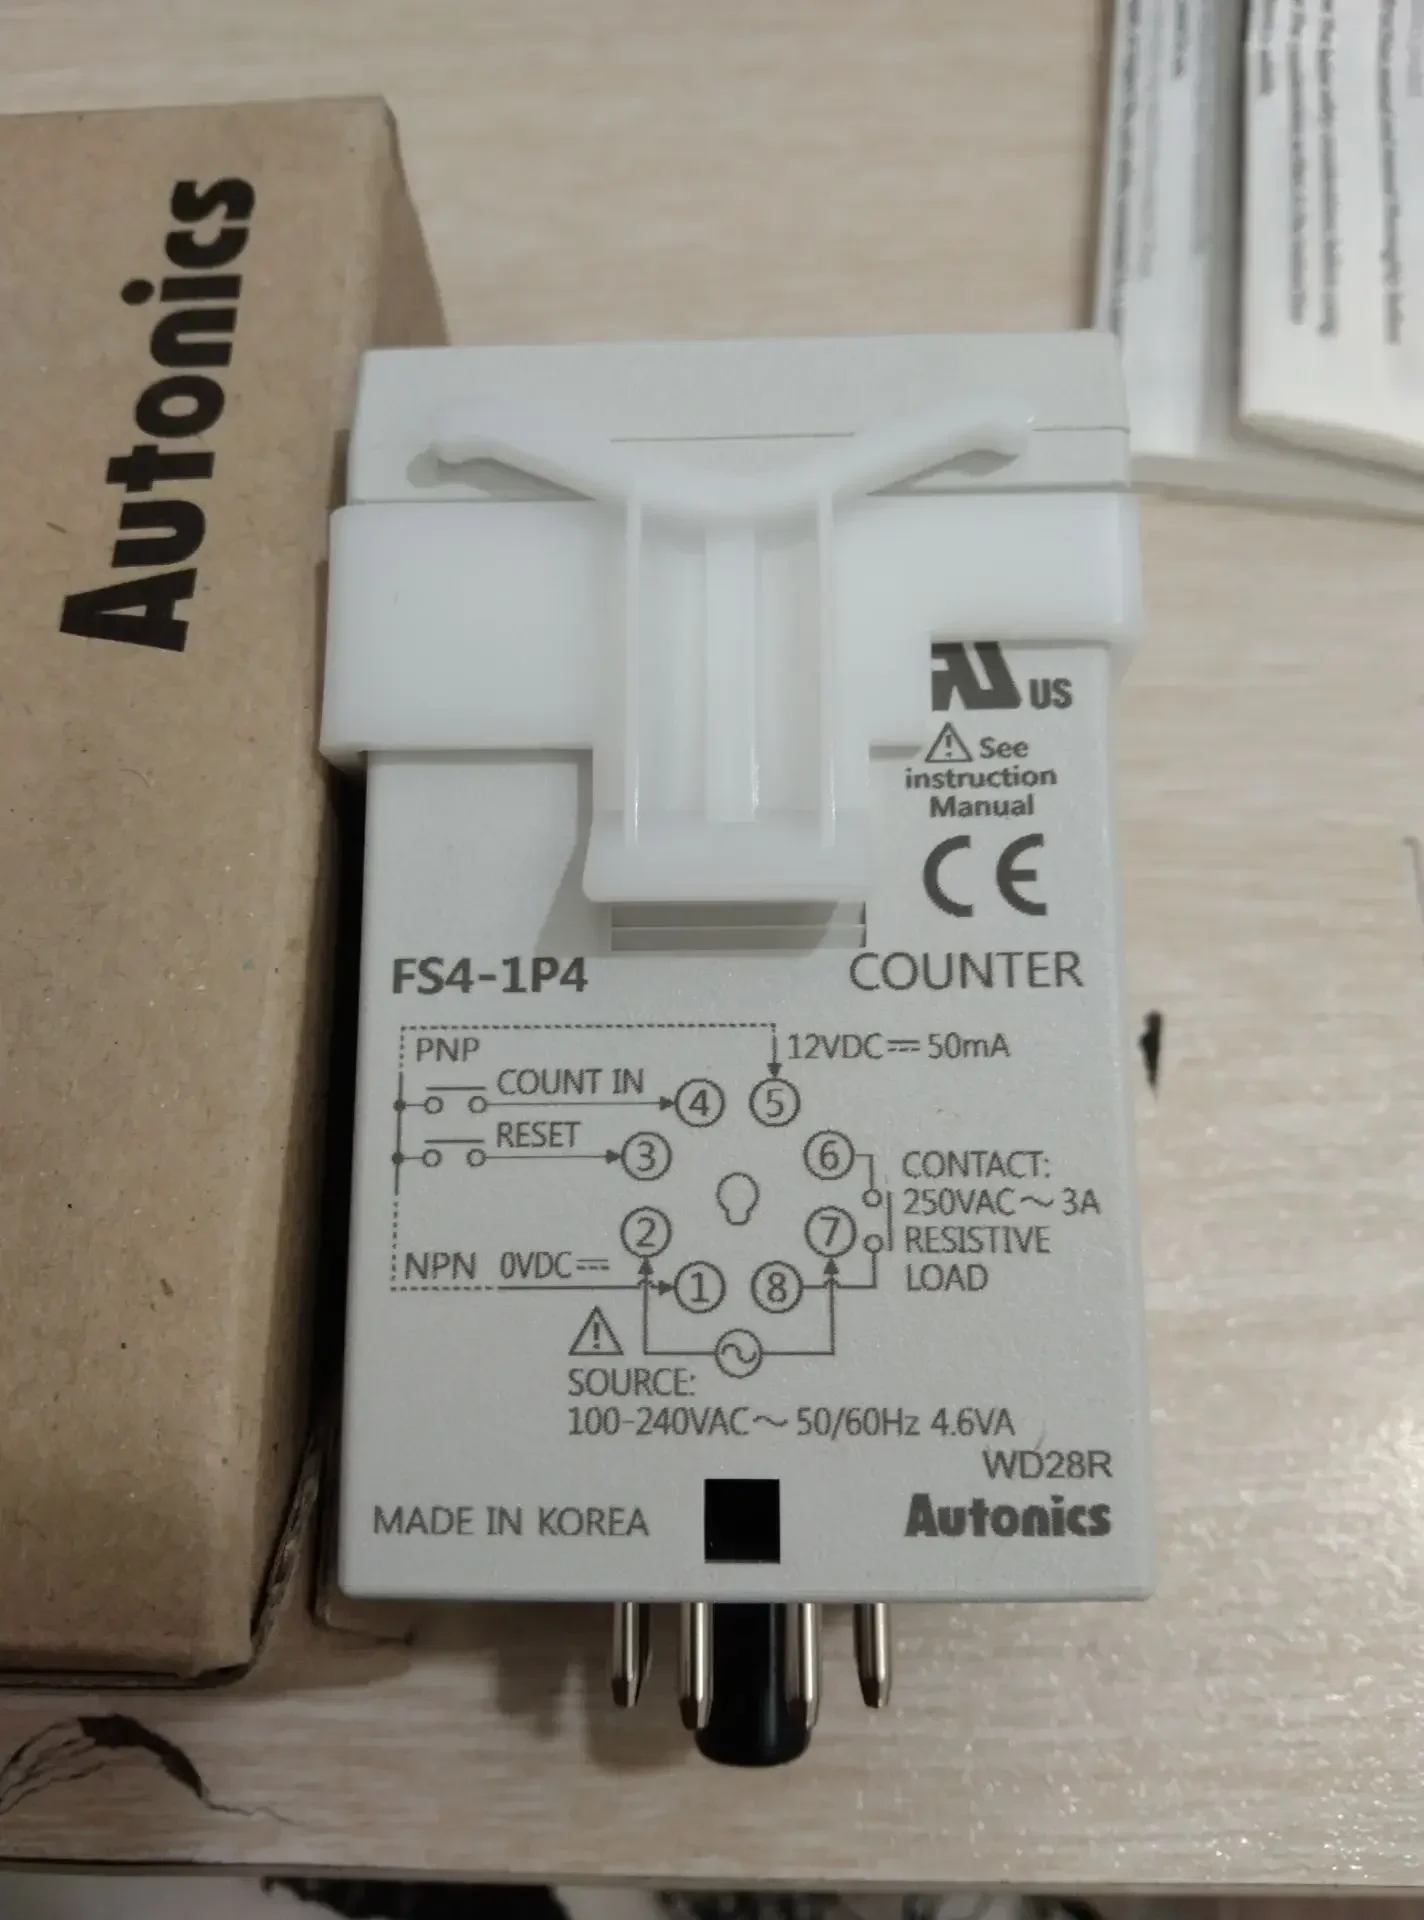 Autonics
US
⚠ See
instruction
Manual
CE
FS4-1P4
COUNTER
PNP
12VDC⎓ 50mA
COUNT IN
4
5
RESET
3
6
CONTACT:
250VAC～ 3A
RESISTIVE
LOAD
2
7
NPN 0VDC⎓
1
8
SOURCE:
100-240VAC～ 50/60Hz 4.6VA
WD28R
MADE IN KOREA
Autonics